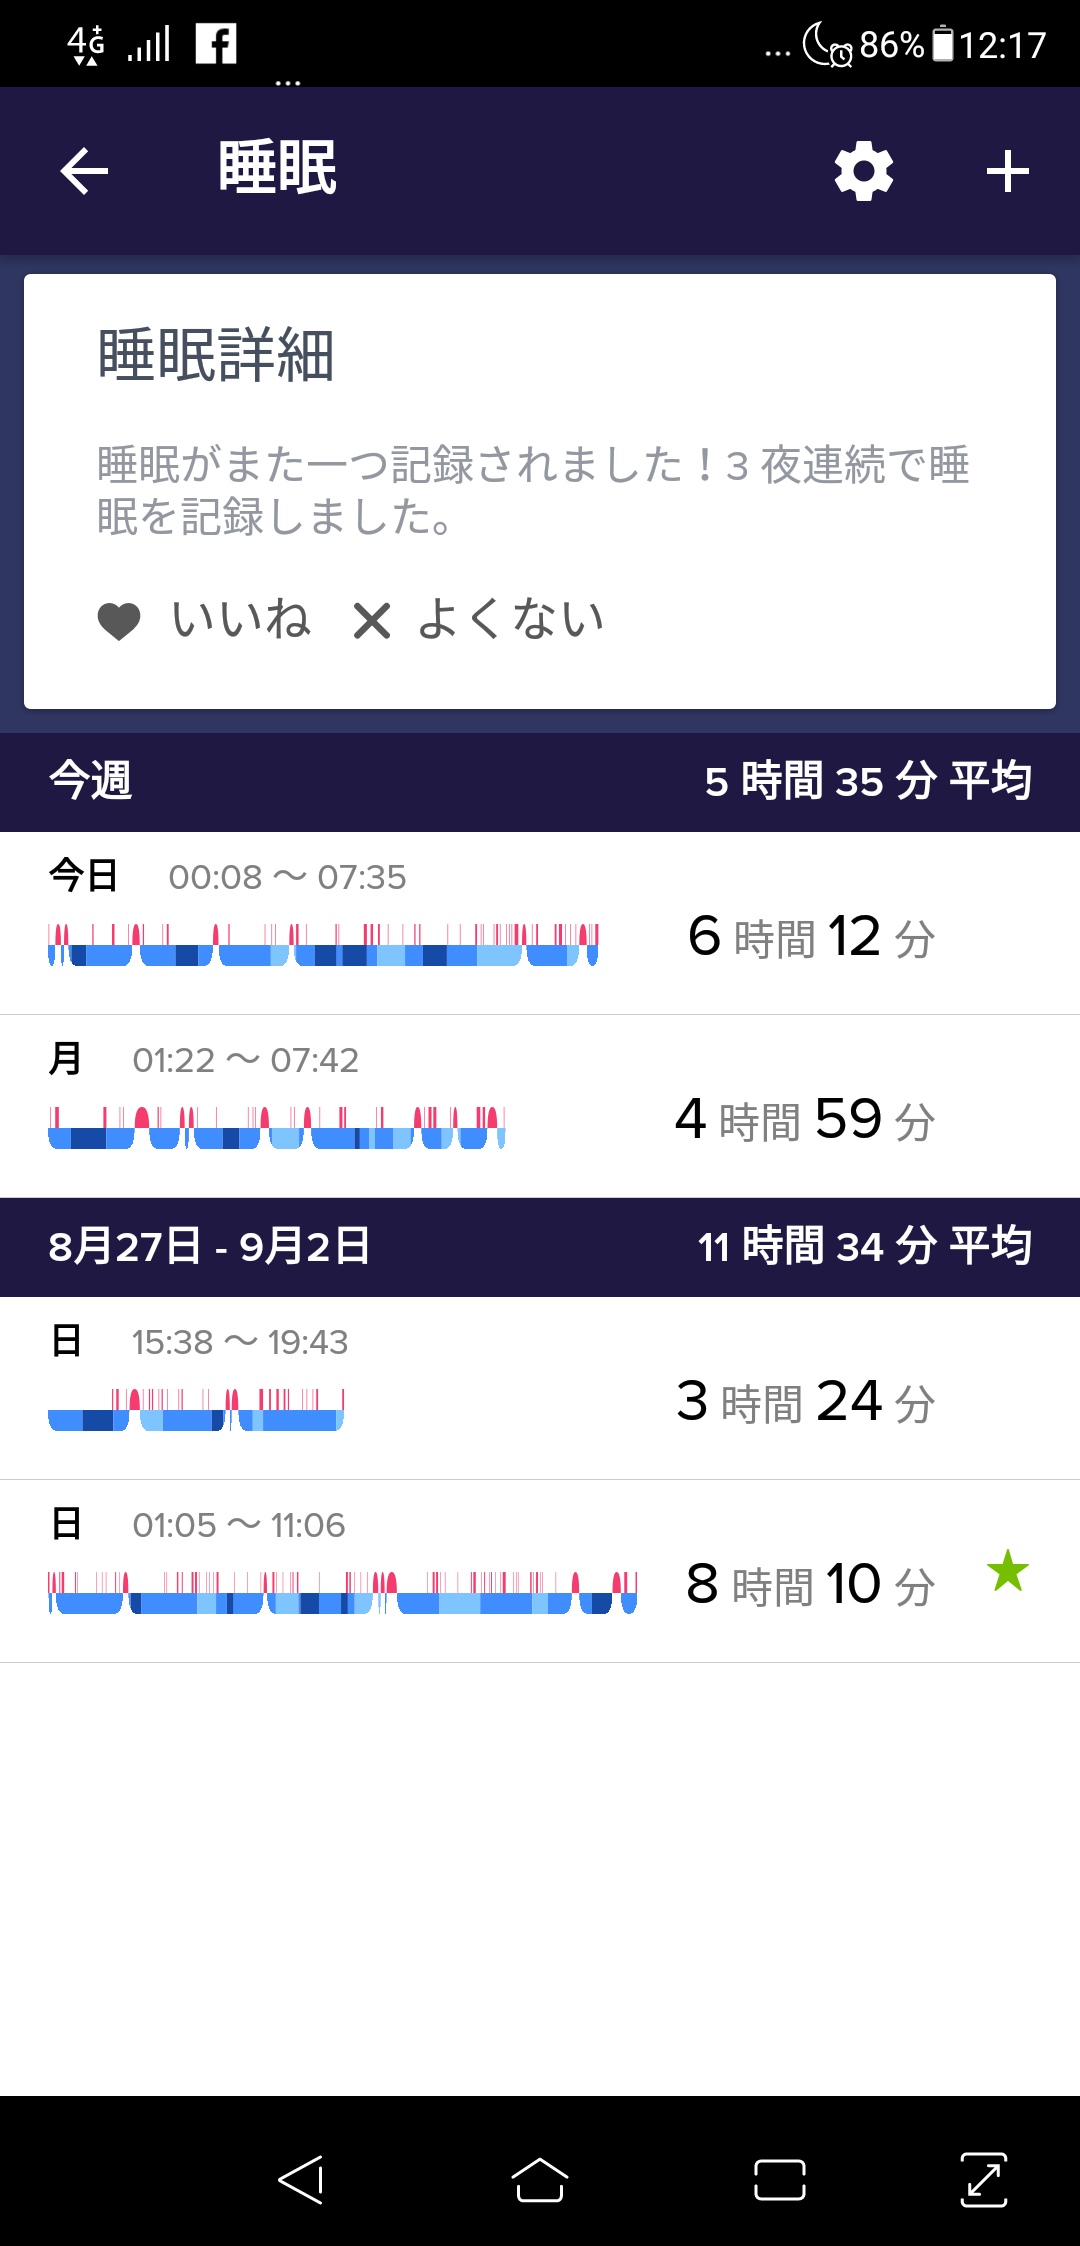 4G 86% 12:17
睡眠
睡眠詳細
睡眠がまた一つ記録されました！3 夜連続で睡
眠を記録しました。
いいね よくない
今週 5 時間 35 分 平均
今日 00:08 〜 07:35
6 時間 12 分
月 01:22 〜 07:42
4 時間 59 分
8月27日 - 9月2日 11 時間 34 分 平均
日 15:38 〜 19:43
3 時間 24 分
日 01:05 〜 11:06
8 時間 10 分